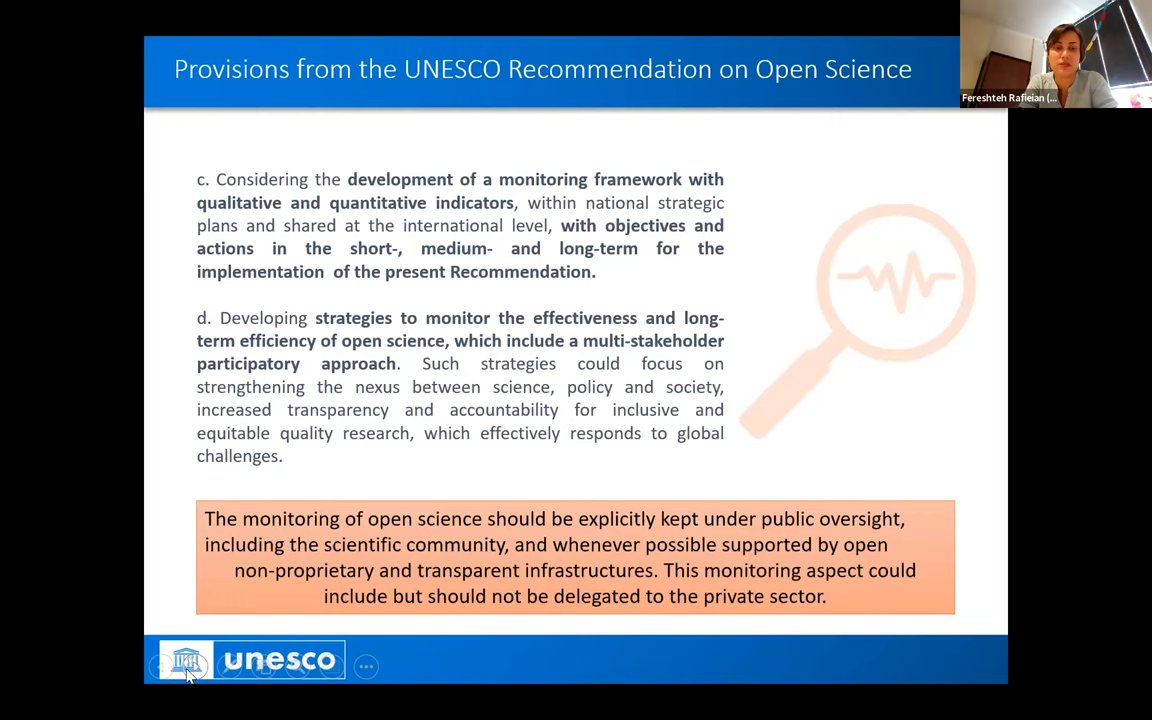 Provisions from the UNESCO Recommendation on Open Science
Fereshteh Rafieian (...
c. Considering the development of a monitoring framework with
qualitative and quantitative indicators, within national strategic
plans and shared at the international level, with objectives and
actions in the short-, medium- and long-term for the
implementation of the present Recommendation.
d. Developing strategies to monitor the effectiveness and long-
term efficiency of open science, which include a multi-stakeholder
participatory approach. Such strategies could focus on
strengthening the nexus between science, policy and society,
increased transparency and accountability for inclusive and
equitable quality research, which effectively responds to global
challenges.
The monitoring of open science should be explicitly kept under public oversight,
including the scientific community, and whenever possible supported by open
non-proprietary and transparent infrastructures. This monitoring aspect could
include but should not be delegated to the private sector.
unesco